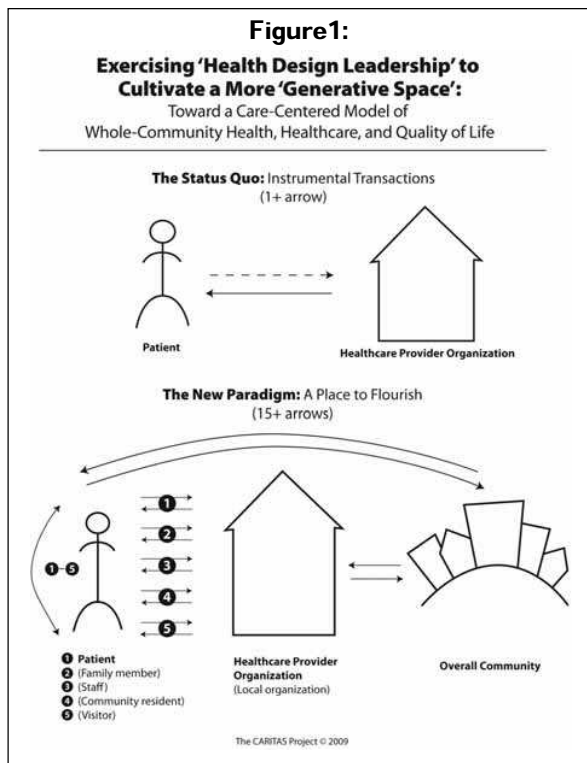 Figure1:
Exercising 'Health Design Leadership' to
Cultivate a More 'Generative Space':
Toward a Care-Centered Model of
Whole-Community Health, Healthcare, and Quality of Life
The Status Quo: Instrumental Transactions
(1+ arrow)
Patient
Healthcare Provider Organization
The New Paradigm: A Place to Flourish
(15+ arrows)
1
2
3
4
5
1-5
1 Patient
2 (Family member)
3 (Staff)
4 (Community resident)
5 (Visitor)
Healthcare Provider
Organization
(Local organization)
Overall Community
The CARITAS Project © 2009